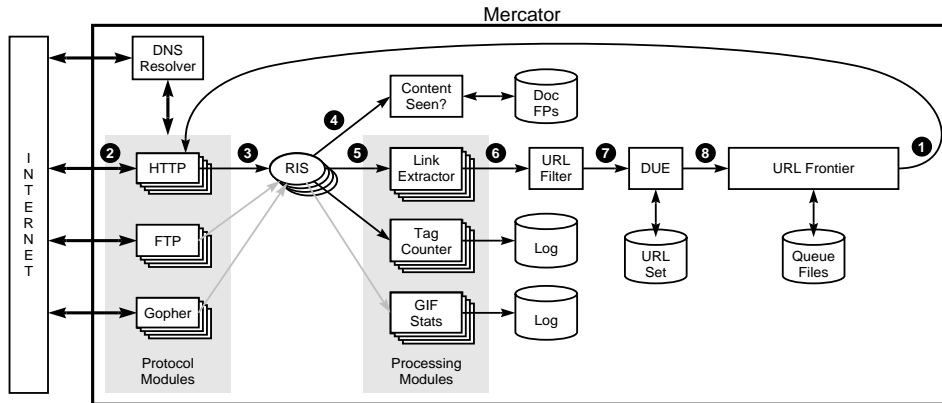 Mercator
INTERNET
DNS
Resolver
Content
Seen?
Doc
FPs
1
2
3
4
5
6
7
8
HTTP
RIS
Link
Extractor
URL
Filter
DUE
URL Frontier
FTP
Tag
Counter
Log
URL
Set
Queue
Files
Gopher
GIF
Stats
Log
Protocol
Modules
Processing
Modules